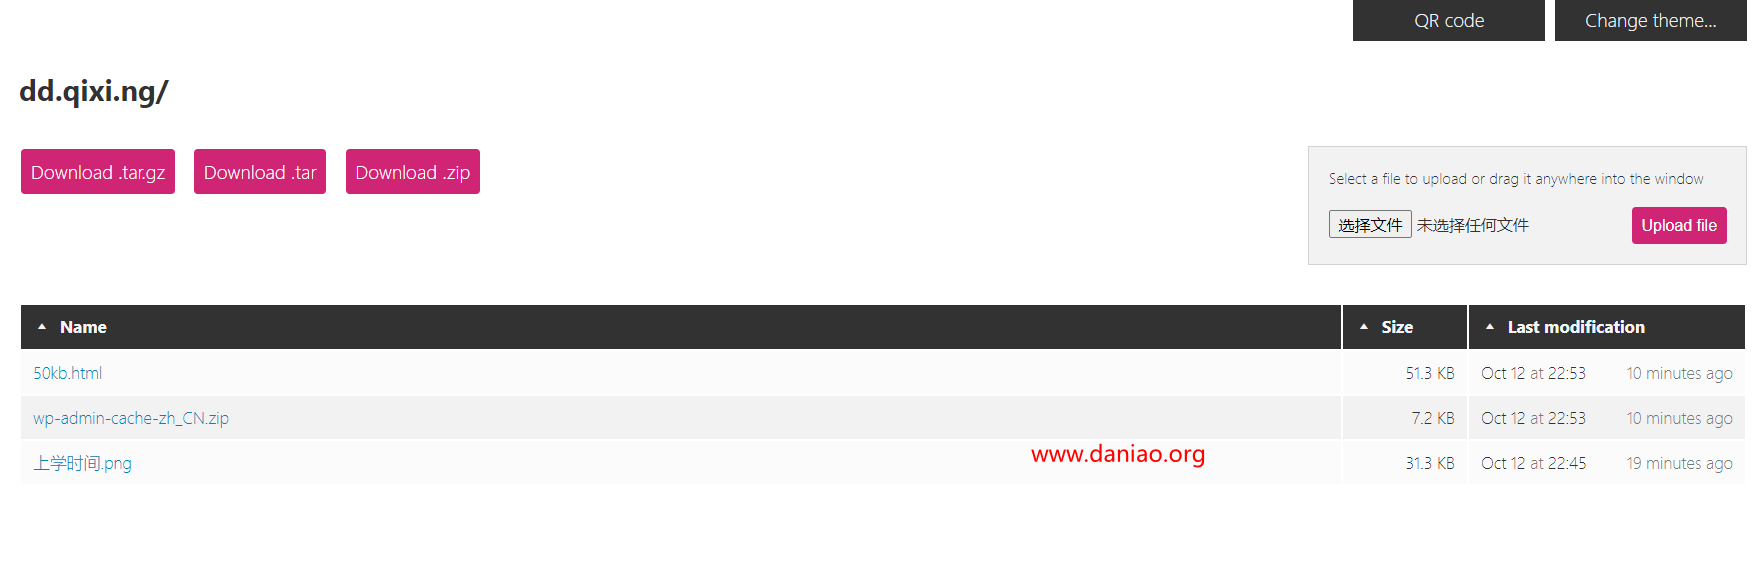 QR code Change theme...
dd.qixi.ng/
Download .tar.gz Download .tar Download .zip
Select a file to upload or drag it anywhere into the window
选择文件 未选择任何文件 Upload file
Name Size Last modification
50kb.html 51.3 KB Oct 12 at 22:53 10 minutes ago
wp-admin-cache-zh_CN.zip 7.2 KB Oct 12 at 22:53 10 minutes ago
www.daniao.org
上学时间.png 31.3 KB Oct 12 at 22:45 19 minutes ago